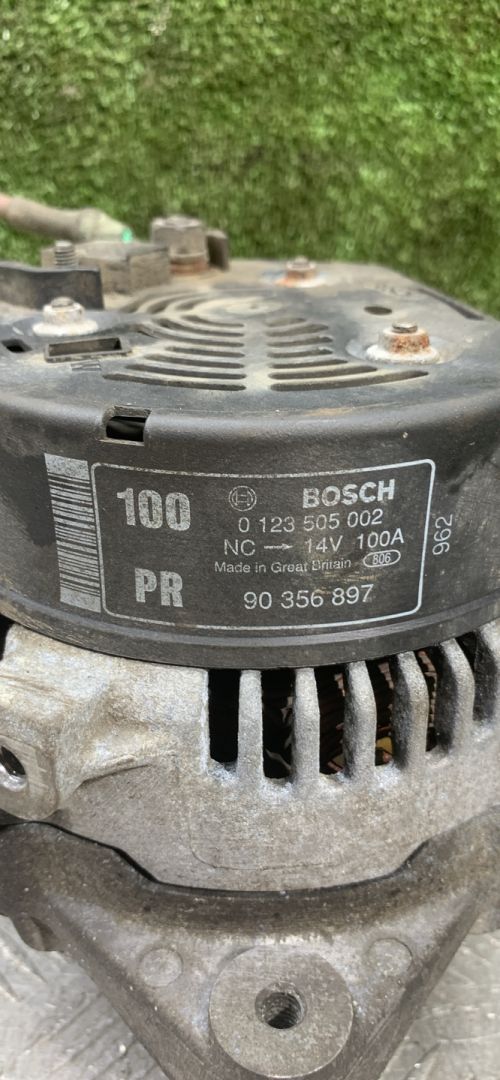 100
BOSCH
0 123 505 002
NC → 14V 100A
Made in Great Britain 806
PR
90 356 897
962